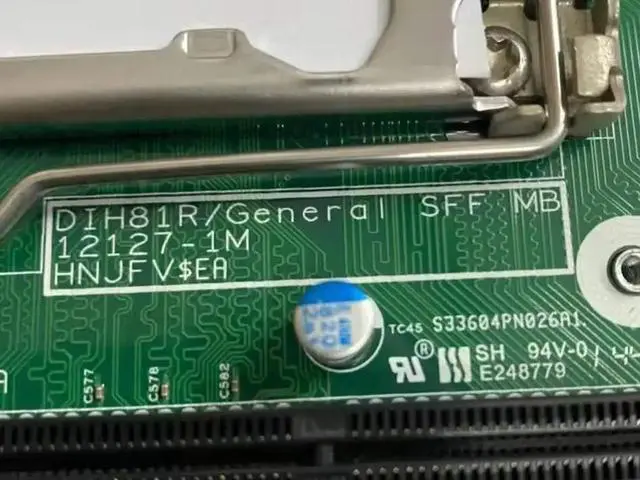 DIH81R/General SFF MB
12127-1M
HNJFV$EA
TC45 S33604PN026A1.
SH 94V-0
E248779
C577
C578
C582